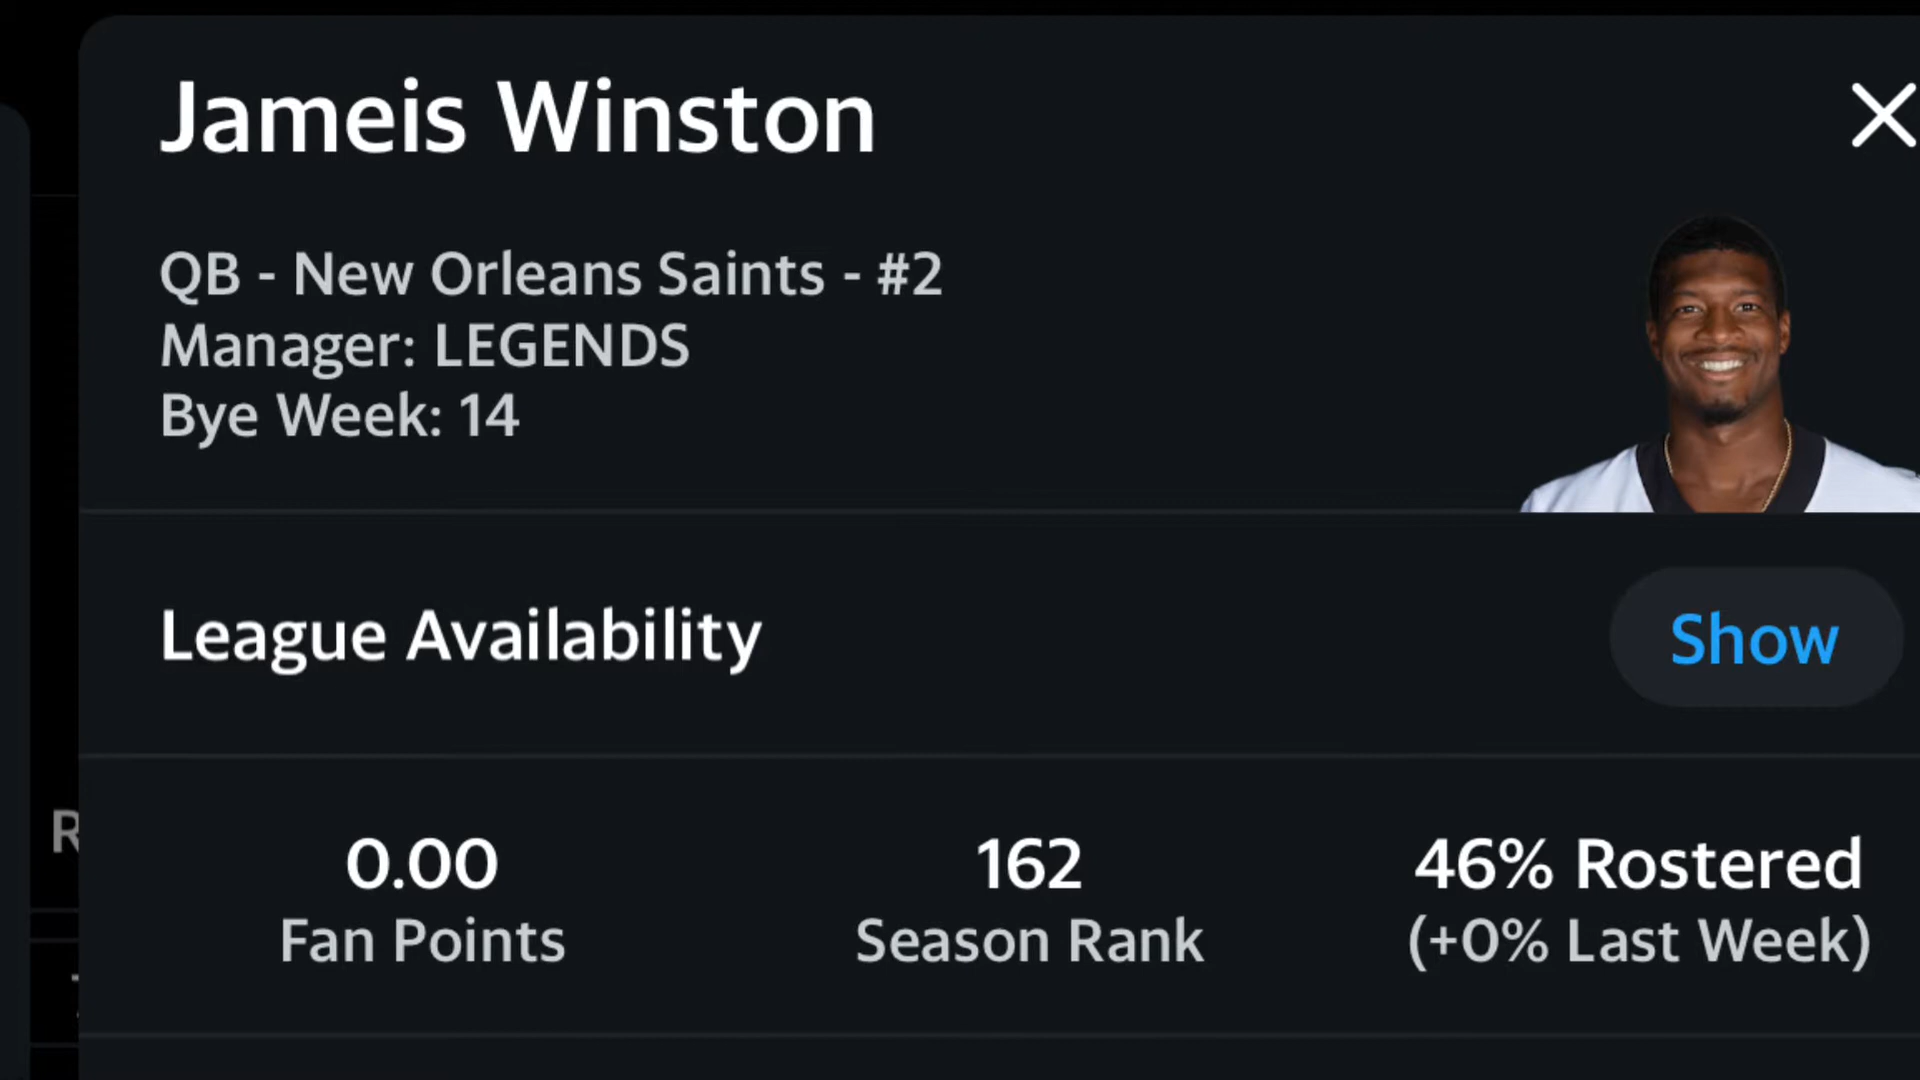 Jameis Winston
QB - New Orleans Saints - #2
Manager: LEGENDS
Bye Week: 14
League Availability
Show
0.00
162
46% Rostered
Fan Points
Season Rank
(+0% Last Week)
R